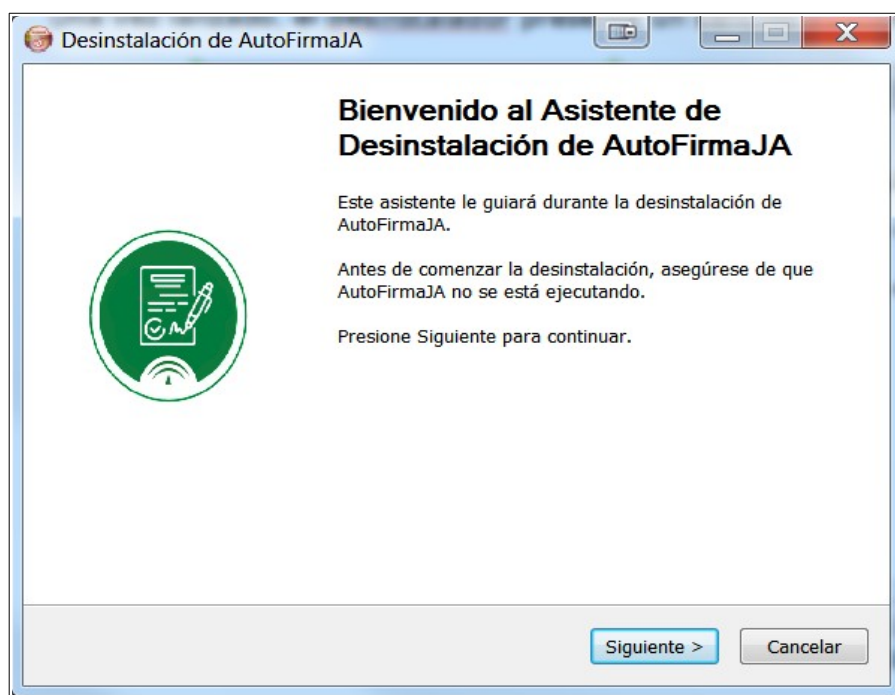 Desinstalación de AutoFirmaJA
Bienvenido al Asistente de
Desinstalación de AutoFirmaJA
Este asistente le guiará durante la desinstalación de
AutoFirmaJA.
Antes de comenzar la desinstalación, asegúrese de que
AutoFirmaJA no se está ejecutando.
Presione Siguiente para continuar.
Siguiente >
Cancelar